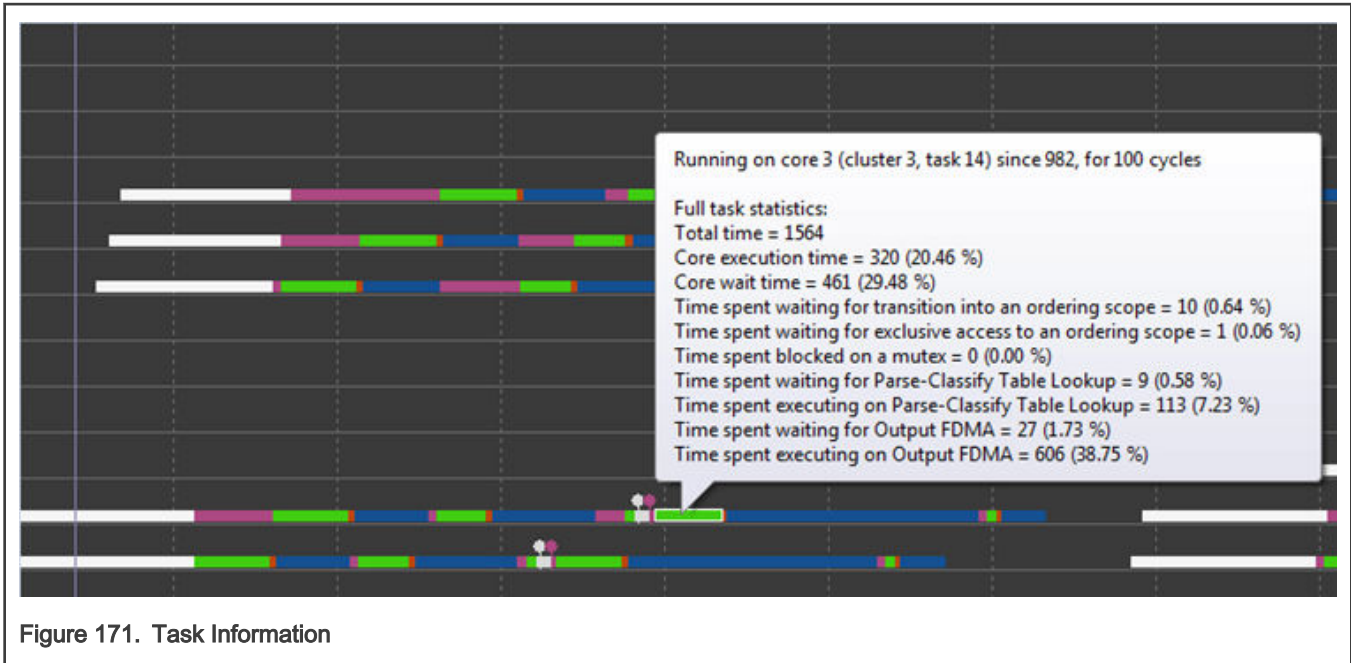 Running on core 3 (cluster 3, task 14) since 982, for 100 cycles
Full task statistics:
Total time = 1564
Core execution time = 320 (20.46 %)
Core wait time = 461 (29.48 %)
Time spent waiting for transition into an ordering scope = 10 (0.64 %)
Time spent waiting for exclusive access to an ordering scope = 1 (0.06 %)
Time spent blocked on a mutex = 0 (0.00 %)
Time spent waiting for Parse-Classify Table Lookup = 9 (0.58 %)
Time spent executing on Parse-Classify Table Lookup = 113 (7.23 %)
Time spent waiting for Output FDMA = 27 (1.73 %)
Time spent executing on Output FDMA = 606 (38.75 %)
Figure 171. Task Information